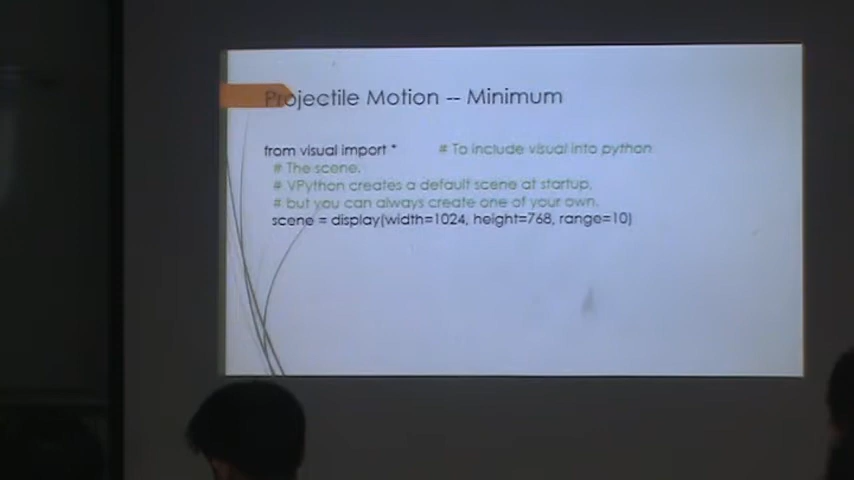 Projectile Motion -- Minimum
from visual import * # To include visual into python
# The scene.
# VPython creates a default scene at startup,
# but you can always create one of your own.
scene = display(width=1024, height=768, range=10)